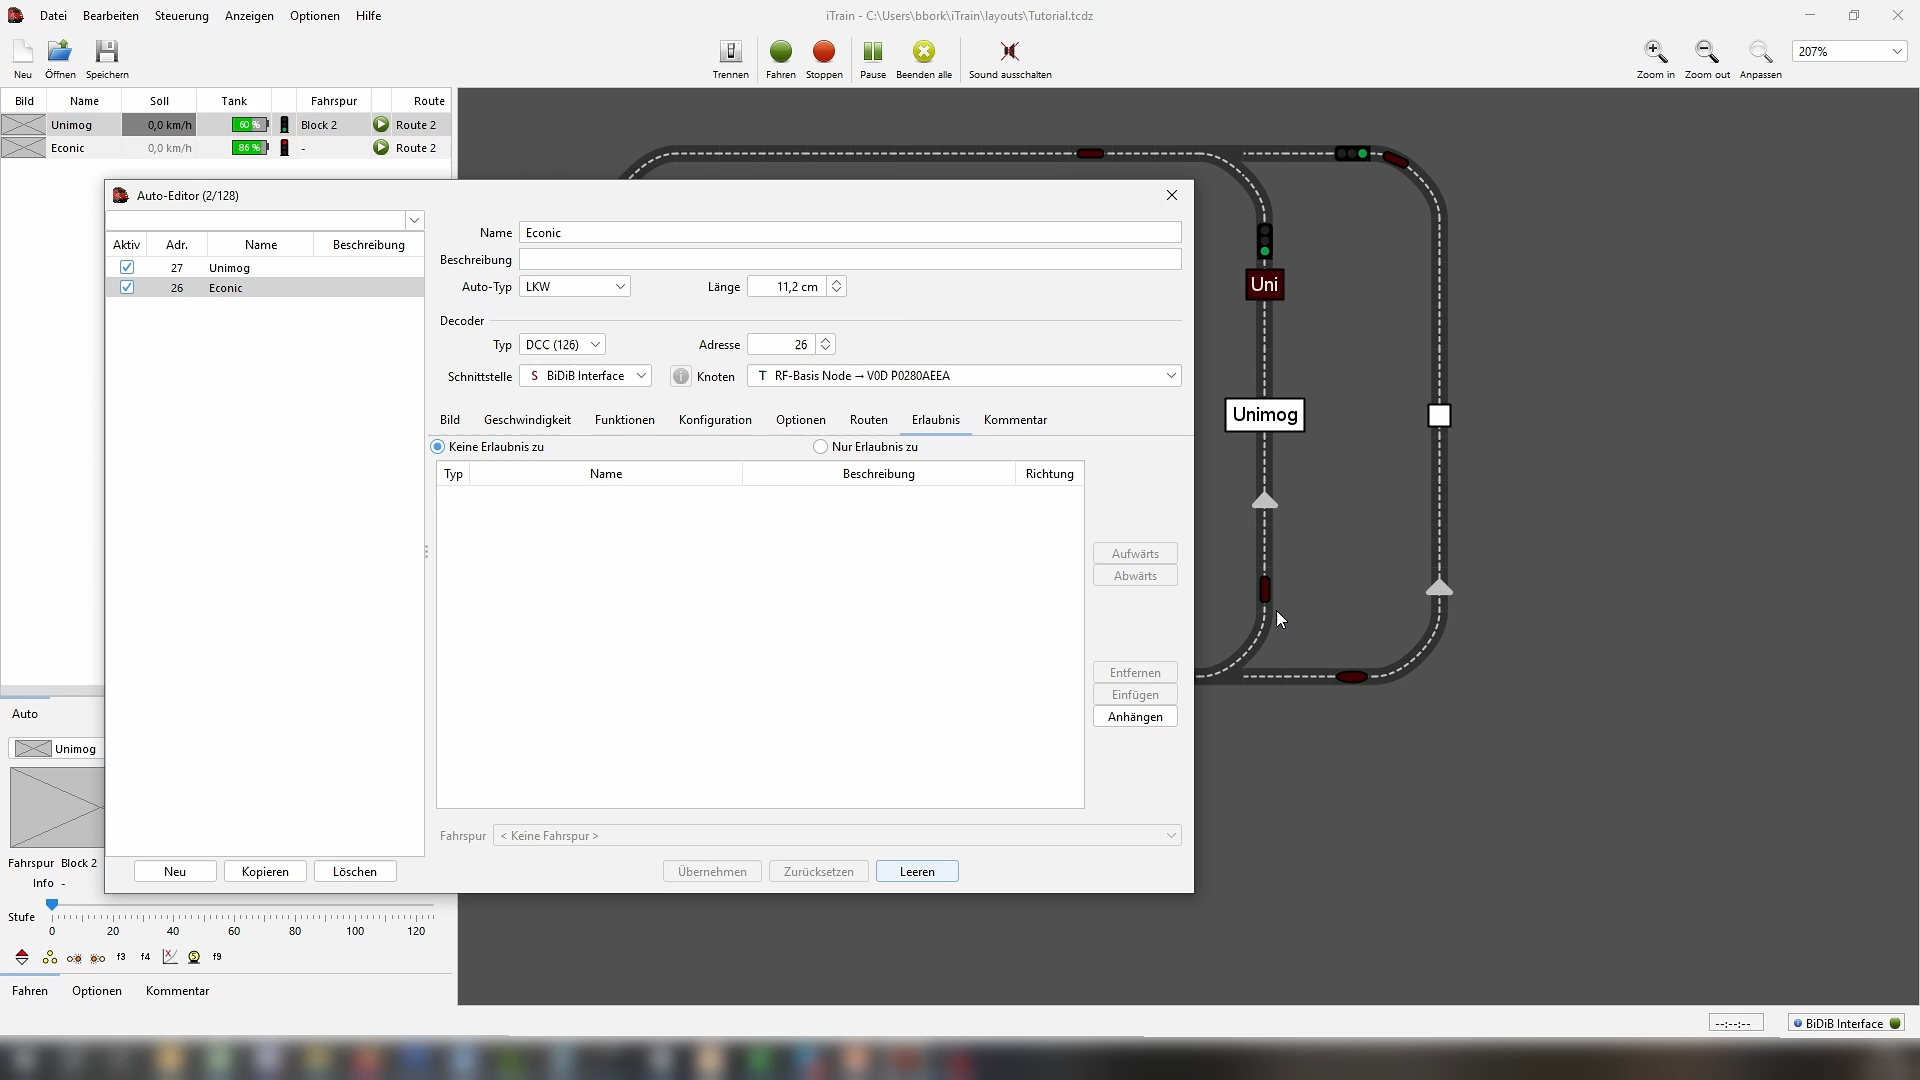 Datei Bearbeiten Steuerung Anzeigen Optionen Hilfe
iTrain - C:\Users\bbork\iTrain\layouts\Tutorial.tcdz
Neu Öffnen Speichern
Trennen Fahren Stoppen Pause Beenden alle Sound ausschalten
Zoom in Zoom out Anpassen 207%
Bild Name Soll Tank Fahrspur Route
Unimog 0,0 km/h 60 % Block 2 Route 2
Econic 0,0 km/h 86 % - Route 2
Auto-Editor (2/128)
Aktiv Adr. Name Beschreibung
27 Unimog
26 Econic
Name Econic
Beschreibung
Auto-Typ LKW Länge 11,2 cm
Decoder
Typ DCC (126) Adresse 26
Schnittstelle S BiDiB Interface i Knoten T RF-Basis Node → V0D P0280AEEA
Bild Geschwindigkeit Funktionen Konfiguration Optionen Routen Erlaubnis Kommentar
Keine Erlaubnis zu Nur Erlaubnis zu
Typ Name Beschreibung Richtung
Aufwärts
Abwärts
Entfernen
Einfügen
Anhängen
Fahrspur < Keine Fahrspur >
Neu Kopieren Löschen Übernehmen Zurücksetzen Leeren
Uni
Unimog
Auto
Unimog
Fahrspur Block 2
Info -
Stufe
0 20 40 60 80 100 120
f3 f4 S f9
Fahren Optionen Kommentar
--:--:-- BiDiB Interface